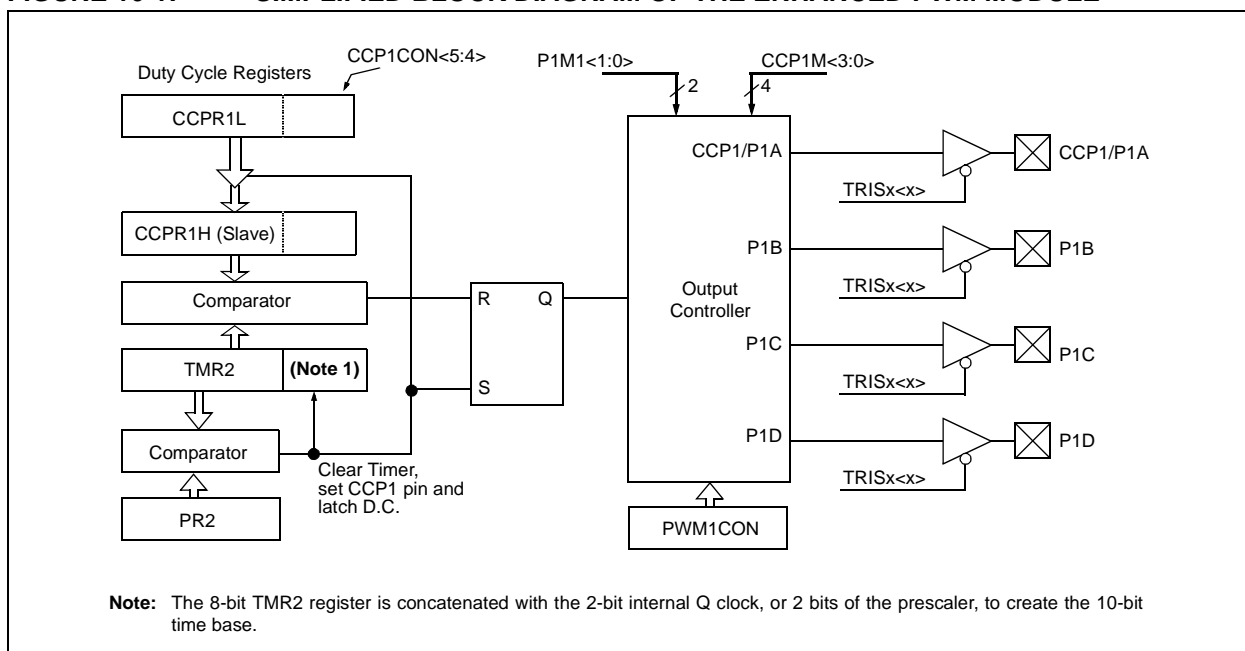 CCP1CON<5:4>
Duty Cycle Registers
CCPR1L
CCPR1H (Slave)
Comparator
TMR2
(Note 1)
Comparator
PR2
Clear Timer,
set CCP1 pin and
latch D.C.
R Q
S
P1M1<1:0>
2
CCP1M<3:0>
4
Output
Controller
CCP1/P1A
P1B
P1C
P1D
PWM1CON
TRISx<x>
CCP1/P1A
TRISx<x>
P1B
TRISx<x>
P1C
TRISx<x>
P1D
Note: The 8-bit TMR2 register is concatenated with the 2-bit internal Q clock, or 2 bits of the prescaler, to create the 10-bit
time base.